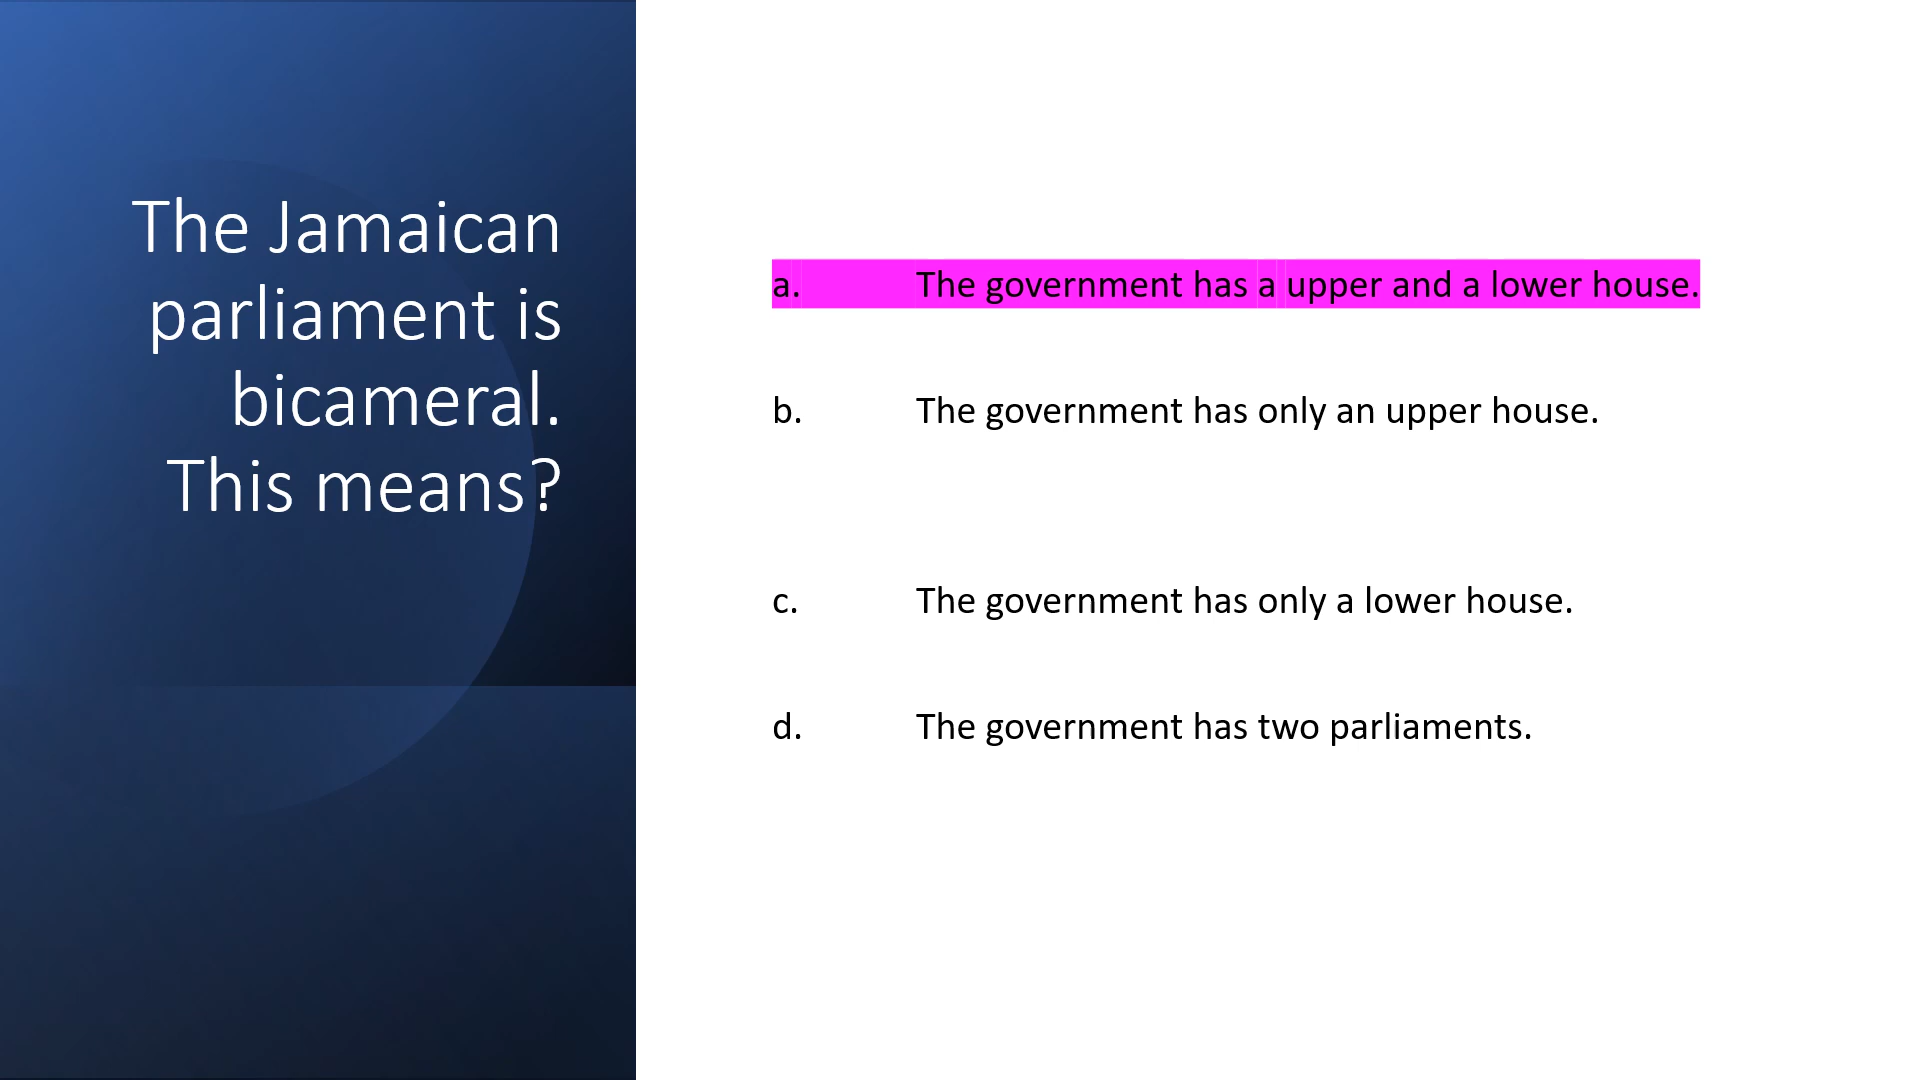 The Jamaican
parliament is
bicameral.
This means?
a. The government has a upper and a lower house.
b. The government has only an upper house.
c. The government has only a lower house.
d. The government has two parliaments.